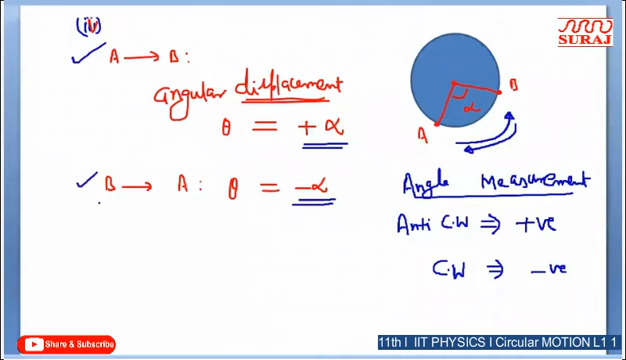 (iv)
A → B:
angular displacement
θ = + α
B → A : θ = -α
SURAJ
B
α
A
Angle Measurement
Anti C.W ⇒ +ve
C.W ⇒ -ve
Share & Subscribe
11th I IIT PHYSICS I Circular MOTION L1 1